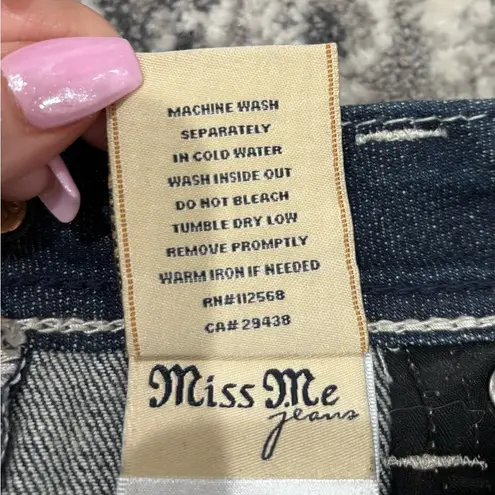 MACHINE WASH
SEPARATELY
IN COLD WATER
WASH INSIDE OUT
DO NOT BLEACH
TUMBLE DRY LOW
REMOVE PROMPTLY
WARM IRON IF NEEDED
RN#112568
CA# 29438
Miss Me
jeans